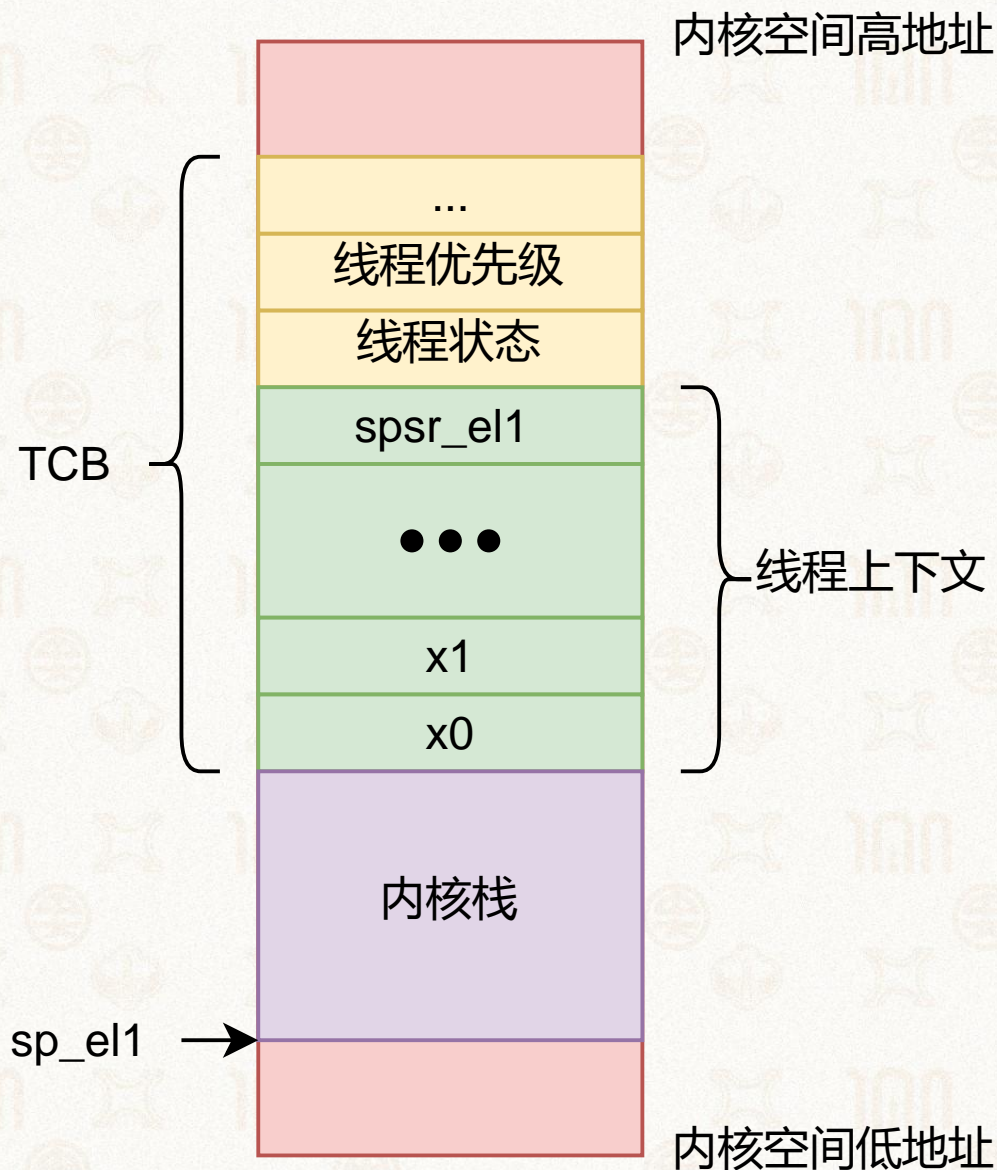 内核空间高地址
...
线程优先级
线程状态
TCB
spsr_el1
•••
线程上下文
x1
x0
内核栈
sp_el1
内核空间低地址